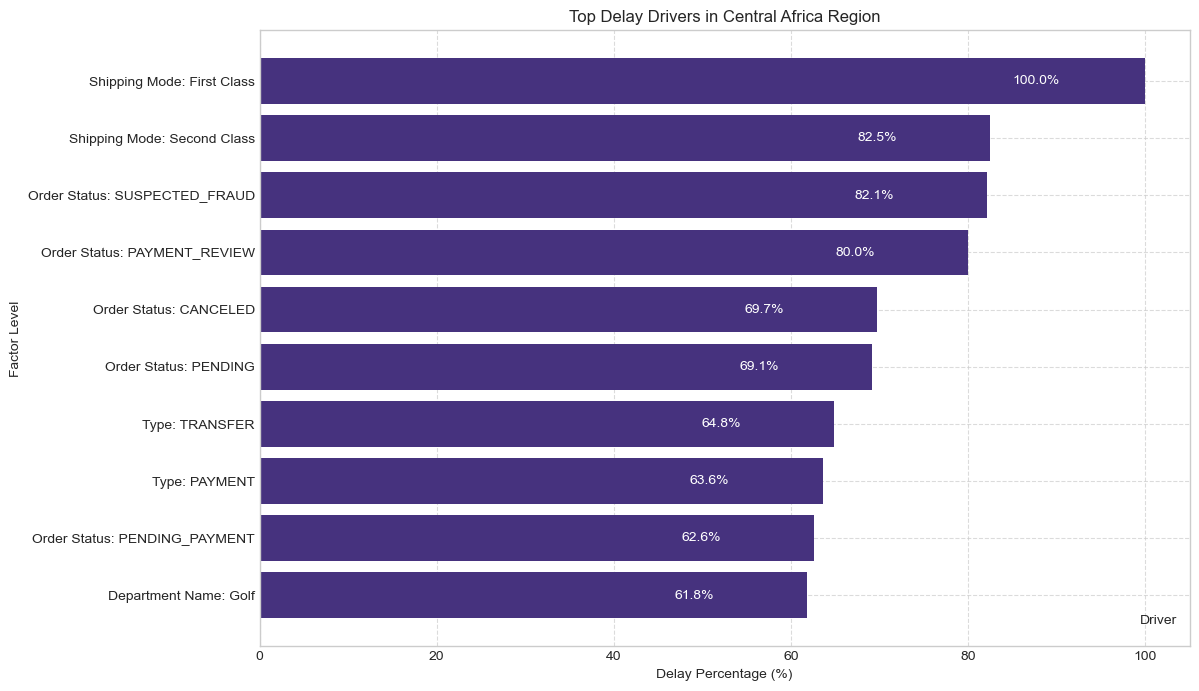 Top Delay Drivers in Central Africa Region
Factor Level
Shipping Mode: First Class 100.0%
Shipping Mode: Second Class 82.5%
Order Status: SUSPECTED_FRAUD 82.1%
Order Status: PAYMENT_REVIEW 80.0%
Order Status: CANCELED 69.7%
Order Status: PENDING 69.1%
Type: TRANSFER 64.8%
Type: PAYMENT 63.6%
Order Status: PENDING_PAYMENT 62.6%
Department Name: Golf 61.8%
Driver
0 20 40 60 80 100
Delay Percentage (%)